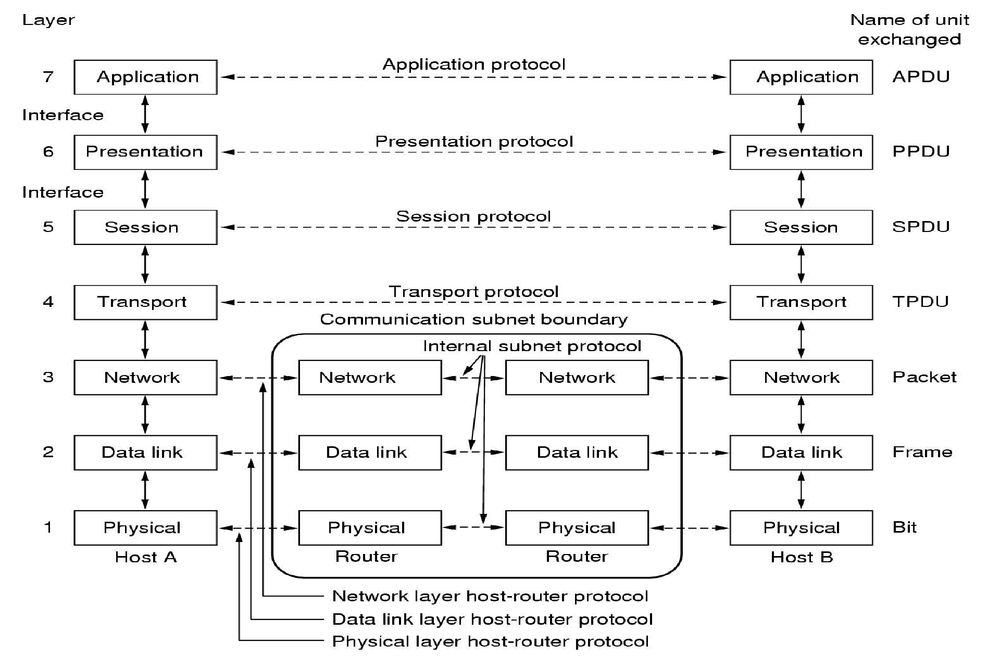 Layer
Name of unit
exchanged
Application protocol
7 Application Application APDU
Interface
Presentation protocol
6 Presentation Presentation PPDU
Interface
Session protocol
5 Session Session SPDU
Transport protocol
4 Transport Transport TPDU
Communication subnet boundary
Internal subnet protocol
3 Network Network Network Network Packet
2 Data link Data link Data link Data link Frame
1 Physical Physical Physical Physical Bit
Host A Router Router Host B
Network layer host-router protocol
Data link layer host-router protocol
Physical layer host-router protocol